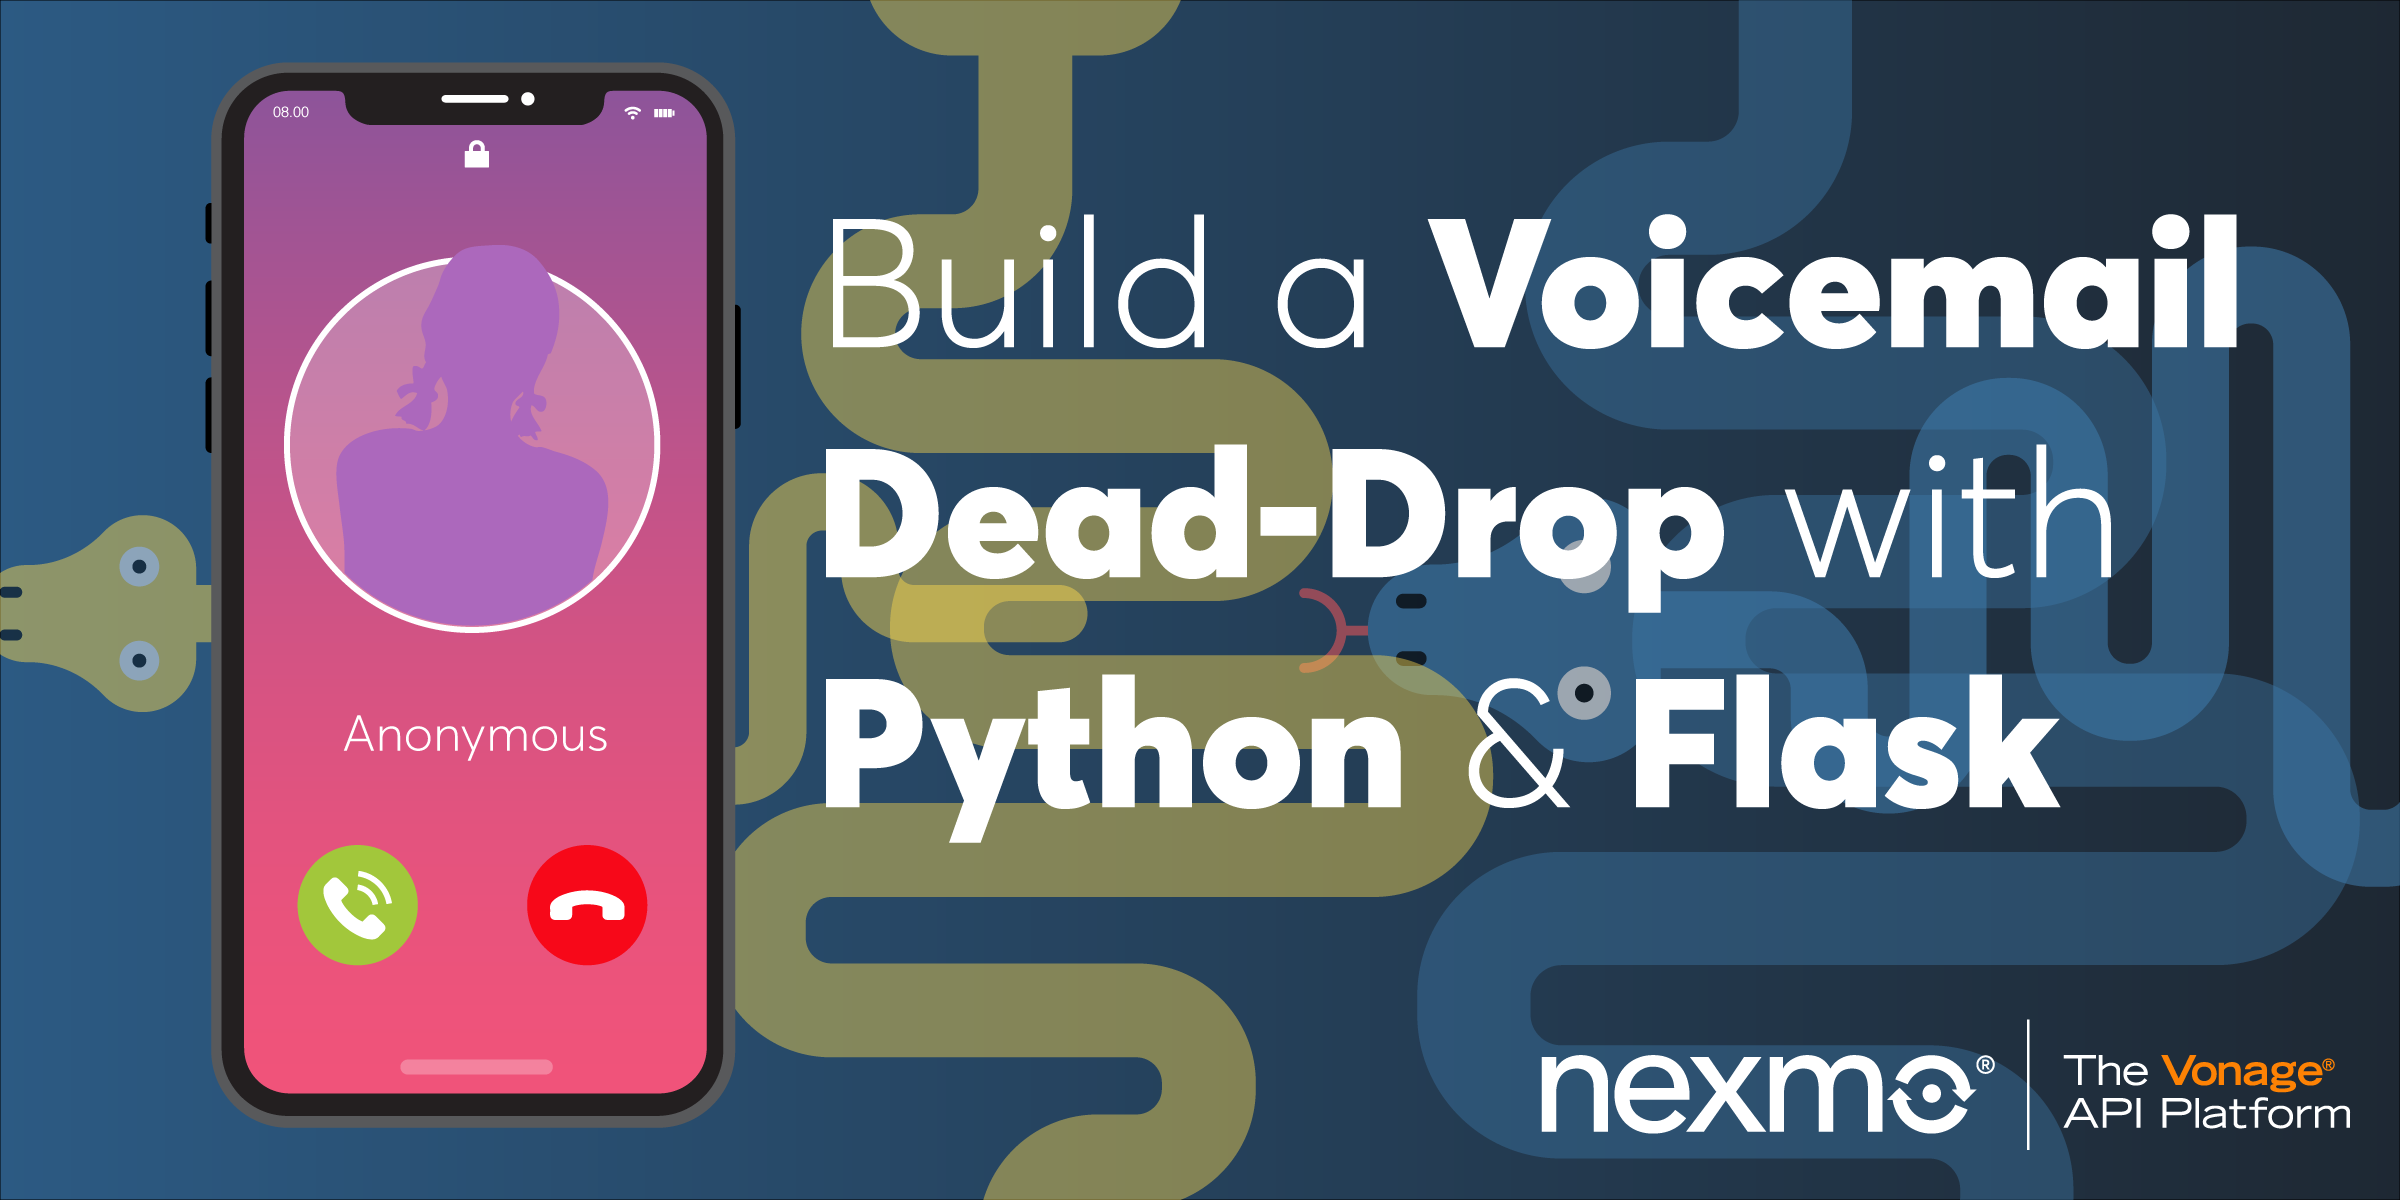 08.00
Anonymous
Build a Voicemail
Dead-Drop with
Python & Flask
nexmo®
The Vonage®
API Platform